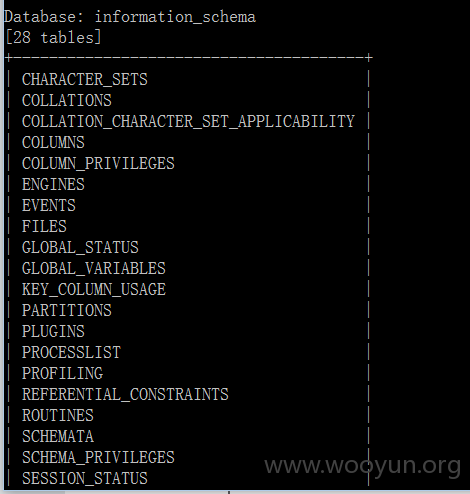 Database: information_schema
[28 tables]
+---------------------------------------+
| CHARACTER_SETS |
| COLLATIONS |
| COLLATION_CHARACTER_SET_APPLICABILITY |
| COLUMNS |
| COLUMN_PRIVILEGES |
| ENGINES |
| EVENTS |
| FILES |
| GLOBAL_STATUS |
| GLOBAL_VARIABLES |
| KEY_COLUMN_USAGE |
| PARTITIONS |
| PLUGINS |
| PROCESSLIST |
| PROFILING |
| REFERENTIAL_CONSTRAINTS |
| ROUTINES |
| SCHEMATA |
| SCHEMA_PRIVILEGES |
| SESSION_STATUS |
www.wooyun.org